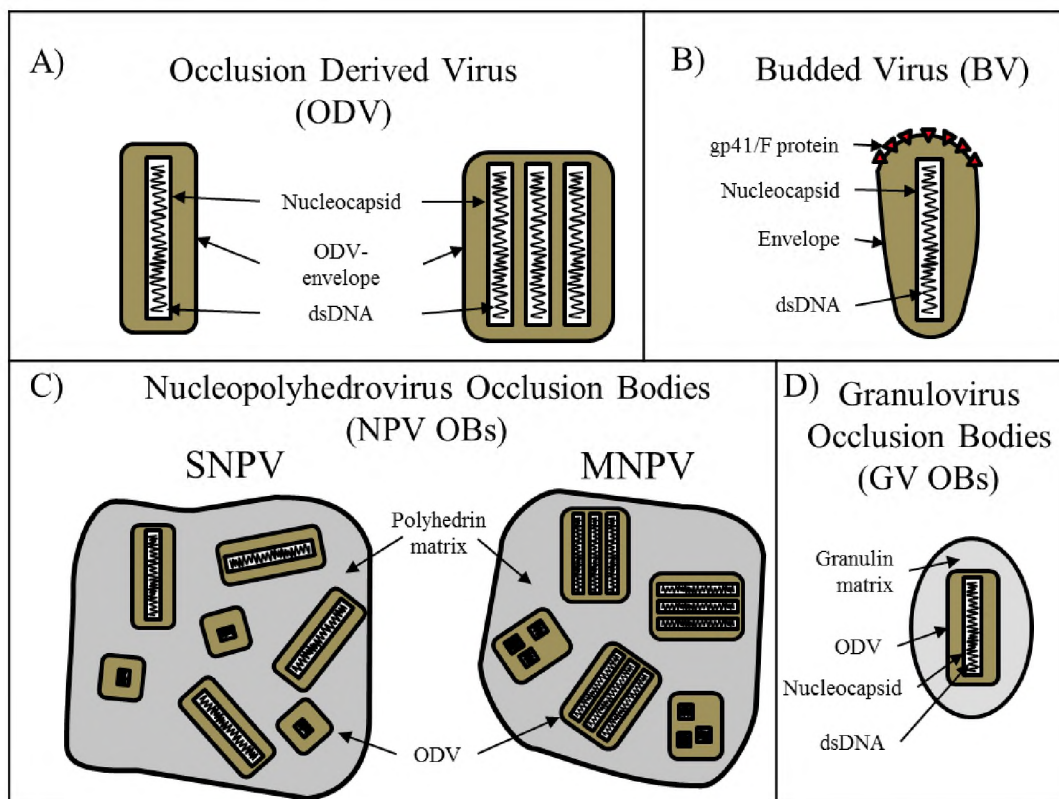 A)
Occlusion Derived Virus
(ODV)
Nucleocapsid
ODV-
envelope
dsDNA
B)
Budded Virus (BV)
gp41/F protein
Nucleocapsid
Envelope
dsDNA
C)
Nucleopolyhedrovirus Occlusion Bodies
(NPV OBs)
SNPV
MNPV
Polyhedrin
matrix
ODV
D)
Granulovirus
Occlusion Bodies
(GV OBs)
Granulin
matrix
ODV
Nucleocapsid
dsDNA